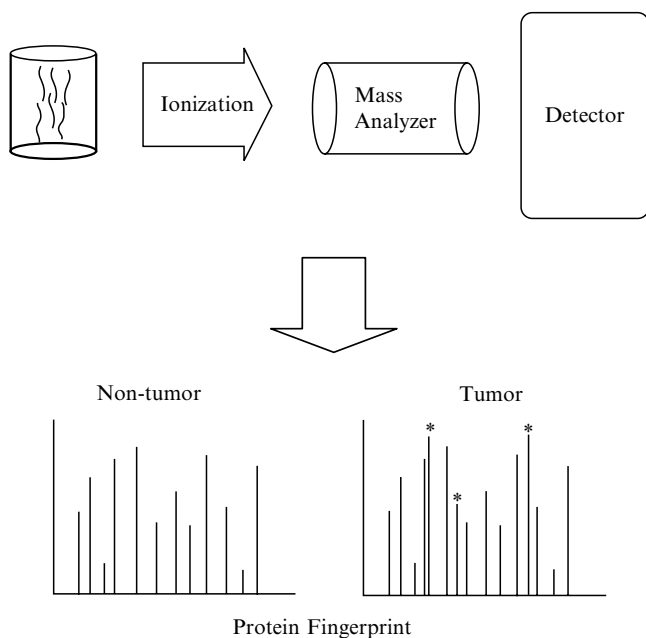 Ionization
Mass
Analyzer
Detector
Non-tumor
Tumor
*
*
*
Protein Fingerprint